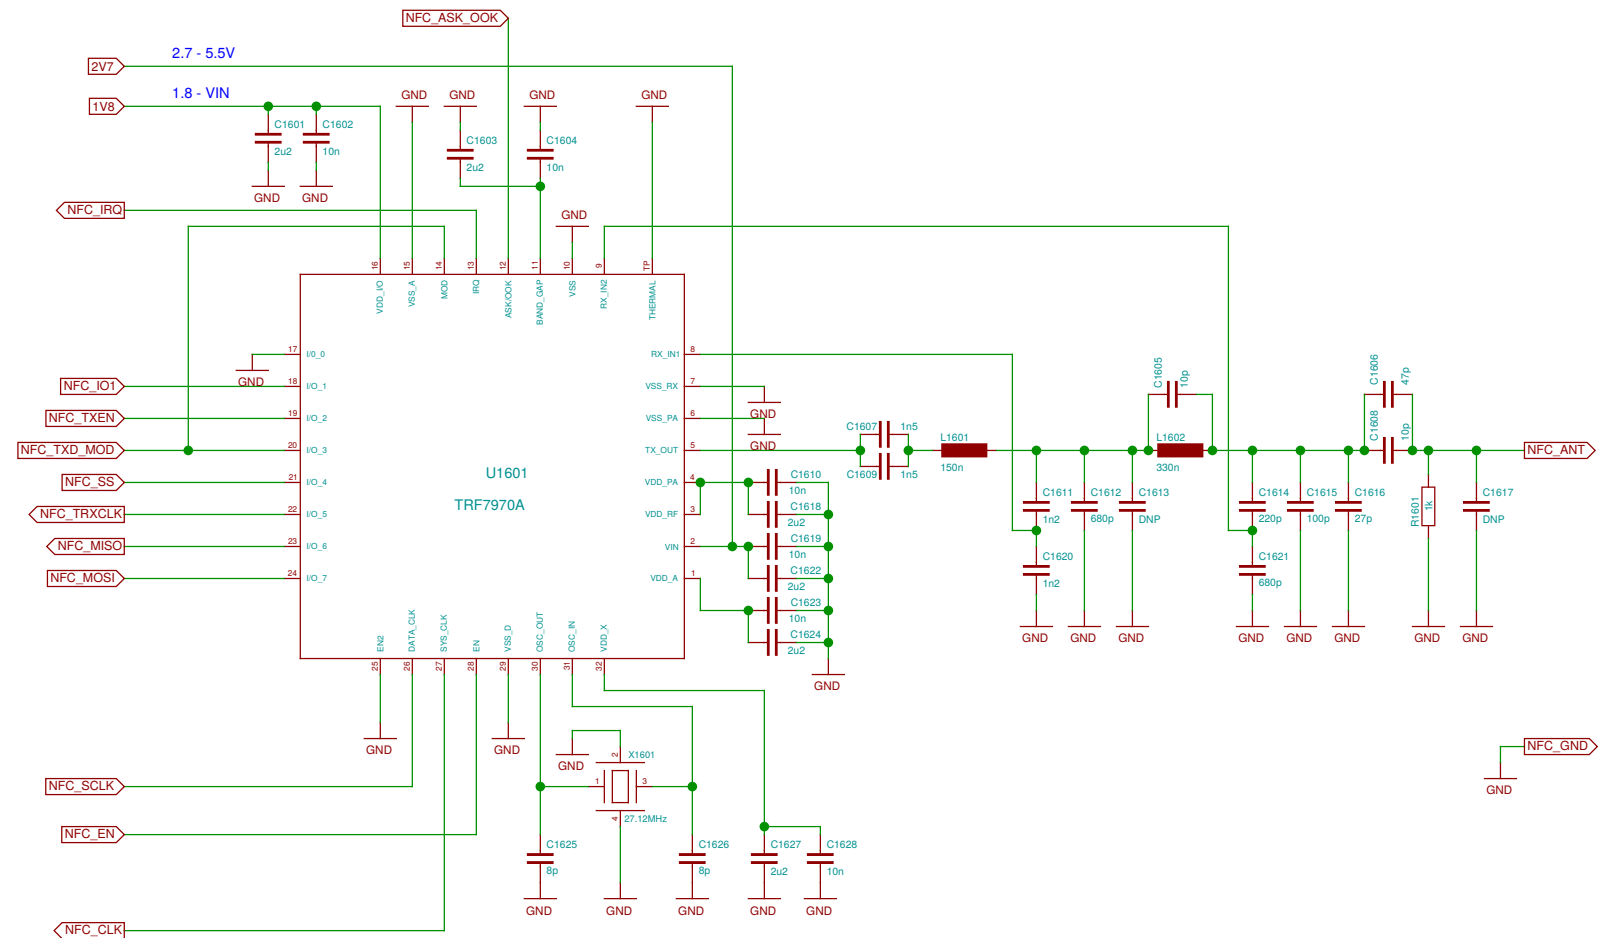 NFC_ASK_OOK
2.7 - 5.5V
2V7
1.8 - VIN
1V8
GND
GND
GND
GND
C1601
2u2
C1602
10n
C1603
2u2
C1604
10n
GND
GND
NFC_IRQ
GND
16
15
14
13
12
11
10
9
TP
VDD_I/O
VSS_A
MOD
IRQ
ASK/OOK
BAND_GAP
VSS
RX_IN2
THERMAL
17
I/0_0
RX_IN1
8
GND
NFC_IO1
18
I/O_1
VSS_RX
7
GND
NFC_TXEN
19
I/O_2
VSS_PA
6
GND
NFC_TXD_MOD
20
I/O_3
TX_OUT
5
NFC_SS
21
I/O_4
VDD_PA
4
NFC_TRXCLK
22
I/O_5
VDD_RF
3
NFC_MISO
23
I/O_6
VIN
2
NFC_MOSI
24
I/O_7
VDD_A
1
U1601
TRF7970A
C1607
1n5
C1609
1n5
L1601
150n
C1605
10p
L1602
330n
C1606
47p
C1608
10p
NFC_ANT
C1610
10n
C1618
2u2
C1619
10n
C1622
2u2
C1623
10n
C1624
2u2
GND
C1611
1n2
C1612
680p
C1613
DNP
C1614
220p
C1615
100p
C1616
27p
R1601
1k
C1617
DNP
C1620
1n2
C1621
680p
GND
GND
GND
GND
GND
GND
GND
GND
EN2
DATA_CLK
SYS_CLK
EN
VSS_D
OSC_OUT
OSC_IN
VDD_X
25
26
27
28
29
30
31
32
GND
GND
GND
X1601
2
1
3
4
27.12MHz
NFC_GND
GND
NFC_SCLK
NFC_EN
C1625
8p
C1626
8p
C1627
2u2
C1628
10n
GND
GND
GND
GND
GND
NFC_CLK